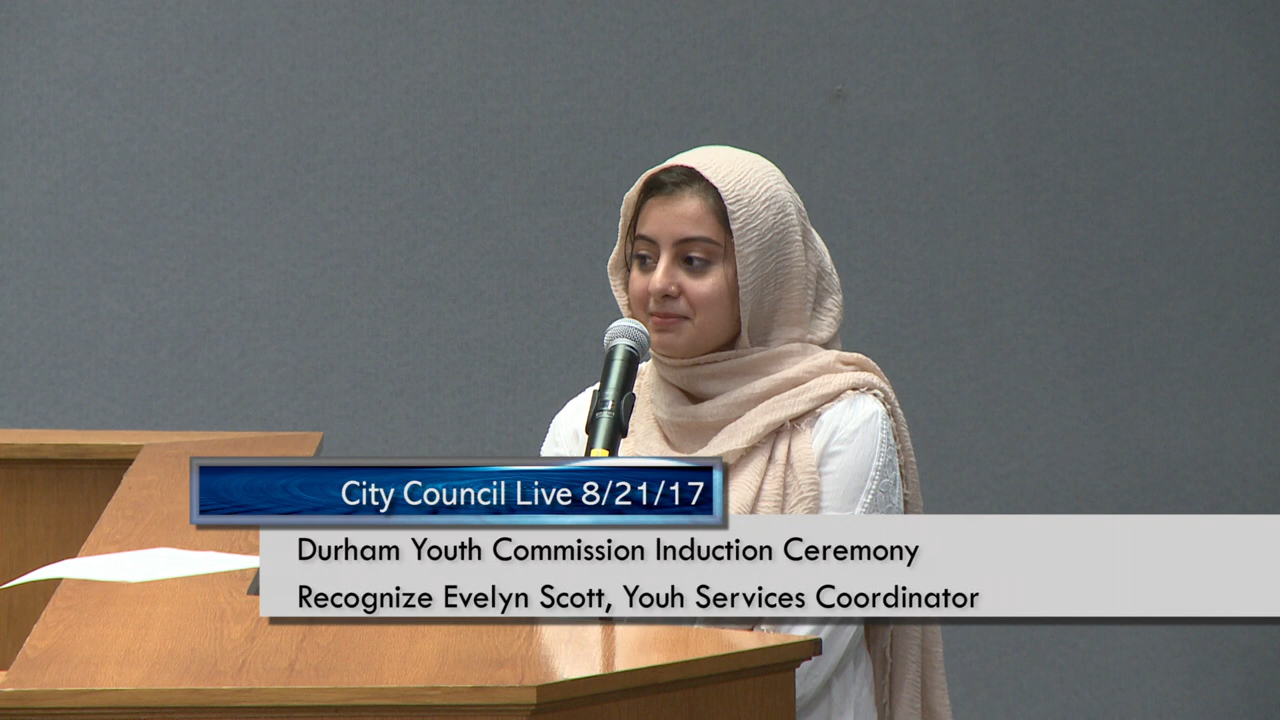 City Council Live 8/21/17
Durham Youth Commission Induction Ceremony
Recognize Evelyn Scott, Youh Services Coordinator